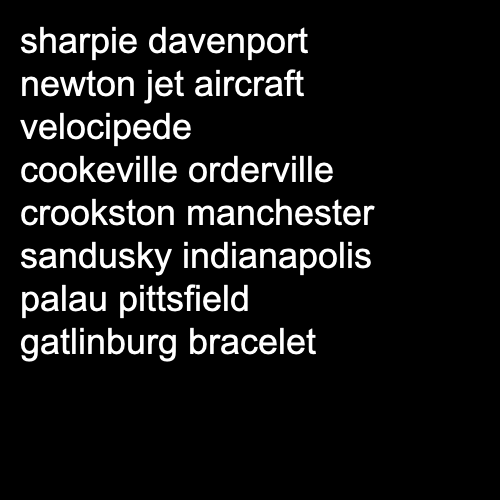 sharpie davenport
newton jet aircraft
velocipede
cookeville orderville
crookston manchester
sandusky indianapolis
palau pittsfield
gatlinburg bracelet